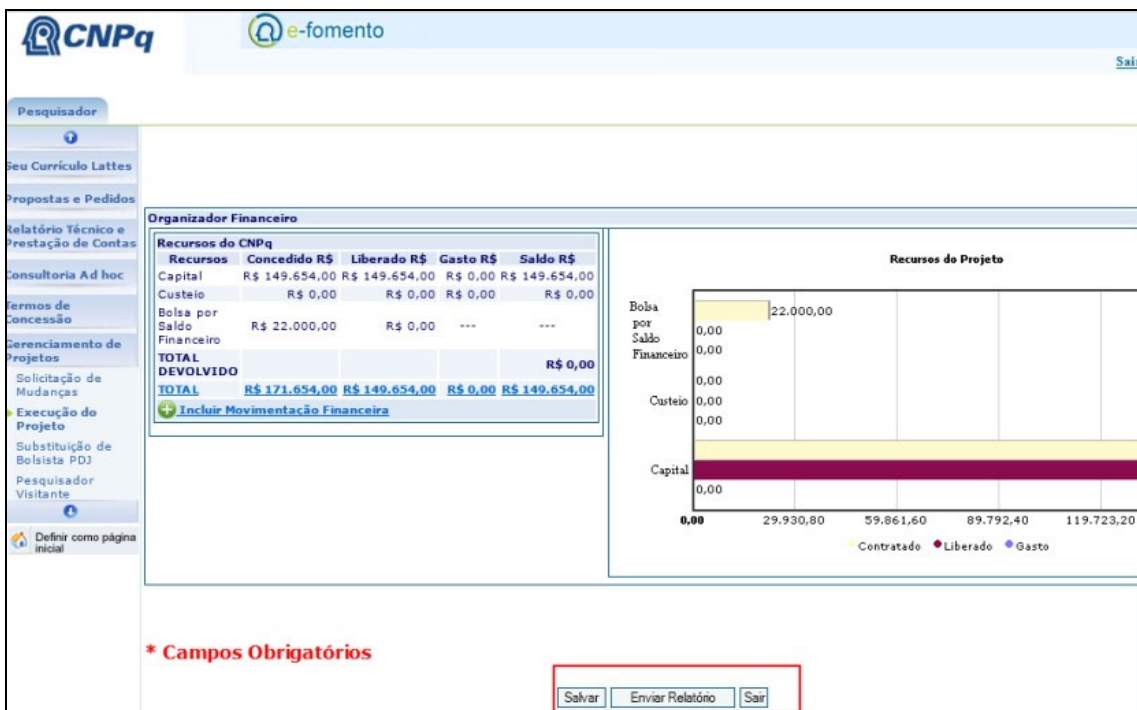 CNPq
e-fomento
Sair
Pesquisador
Seu Currículo Lattes
Propostas e Pedidos
Relatório Técnico e
Prestação de Contas
Consultoria Ad hoc
Termos de
Concessão
Gerenciamento de
Projetos
Solicitação de
Mudanças
Execução do
Projeto
Substituição de
Bolsista PDJ
Pesquisador
Visitante
Definir como página
inicial
Organizador Financeiro
Recursos do CNPq
Recursos Concedido R$ Liberado R$ Gasto R$ Saldo R$
Capital R$ 149.654,00 R$ 149.654,00 R$ 0,00 R$ 149.654,00
Custeio R$ 0,00 R$ 0,00 R$ 0,00 R$ 0,00
Bolsa por
Saldo
Financeiro R$ 22.000,00 R$ 0,00 --- ---
TOTAL
DEVOLVIDO R$ 0,00
TOTAL R$ 171.654,00 R$ 149.654,00 R$ 0,00 R$ 149.654,00
Incluir Movimentação Financeira
Recursos do Projeto
Bolsa
por
Saldo
Financeiro
22.000,00
0,00
0,00
Custeio
0,00
0,00
0,00
Capital
0,00
0,00 29.930,80 59.861,60 89.792,40 119.723,20
Contratado Liberado Gasto
* Campos Obrigatórios
Salvar Enviar Relatório Sair